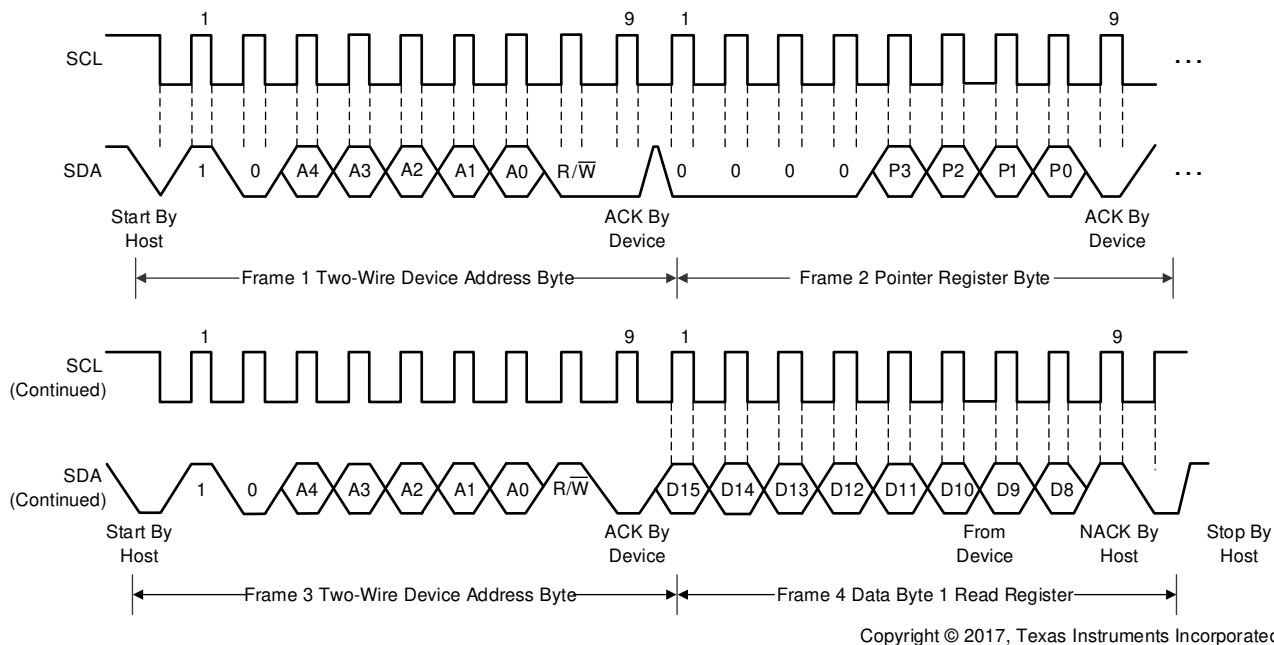 1 9 1 9
SCL ...
SDA 1 0 A4 A3 A2 A1 A0 R/W̅ 0 0 0 0 P3 P2 P1 P0 ...
Start By Host
ACK By Device
ACK By Device
Frame 1 Two-Wire Device Address Byte
Frame 2 Pointer Register Byte
1 9 1 9
SCL (Continued)
SDA (Continued) 1 0 A4 A3 A2 A1 A0 R/W̅ D15 D14 D13 D12 D11 D10 D9 D8
Start By Host
ACK By Device
From Device
NACK By Host
Stop By Host
Frame 3 Two-Wire Device Address Byte
Frame 4 Data Byte 1 Read Register
Copyright © 2017, Texas Instruments Incorporated